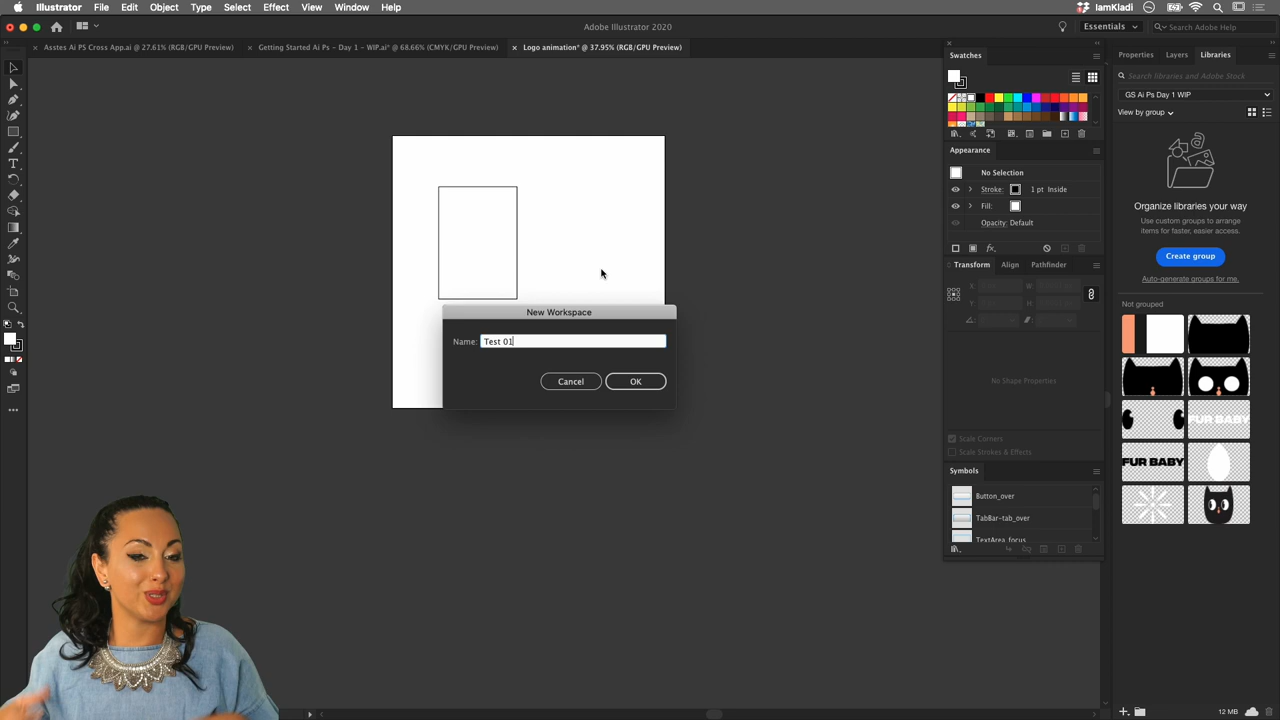 Illustrator File Edit Object Type Select Effect View Window Help IamKladi
Adobe Illustrator 2020
Essentials
Search Illustrator Help
Asstes Ai PS Cross App.ai* @ 27.61% (RGB/GPU Preview)
Getting Started Ai Ps - Day 1 - WIP.ai* @ 68.66% (CMYK/GPU Preview)
Logo animation* @ 37.95% (RGB/GPU Preview)
New Workspace
Name: Test 01
Cancel OK
Swatches
Appearance
No Selection
Stroke: 1 pt Inside
Fill:
Opacity: Default
fx
Transform Align Pathfinder
X: W:
Y:
No Shape Properties
Scale Corners
Scale Strokes & Effects
Symbols
Button_over
TabBar-tab_over
TextArea_focus
Properties Layers Libraries
Search libraries and Adobe Stock
GS Ai Ps Day 1 WIP
View by group
Organize libraries your way
Use custom groups to arrange
items for faster, easier access.
Create group
Auto-generate groups for me.
Not grouped
FUR BABY
FUR BABY
12 MB